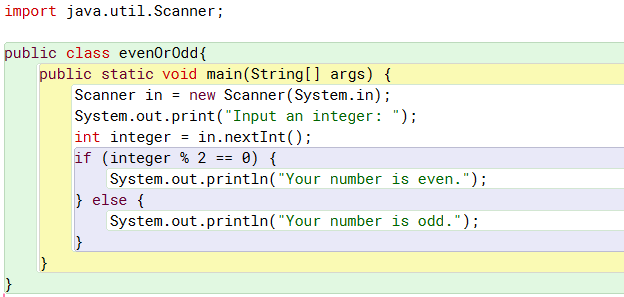 import java.util.Scanner;
public class evenOrOdd{
public static void main(String[] args) {
Scanner in = new Scanner(System.in);
System.out.print("Input an integer: ");
int integer = in.nextInt();
if (integer % 2 == 0) {
System.out.println("Your number is even.");
} else {
System.out.println("Your number is odd.");
}
}
}